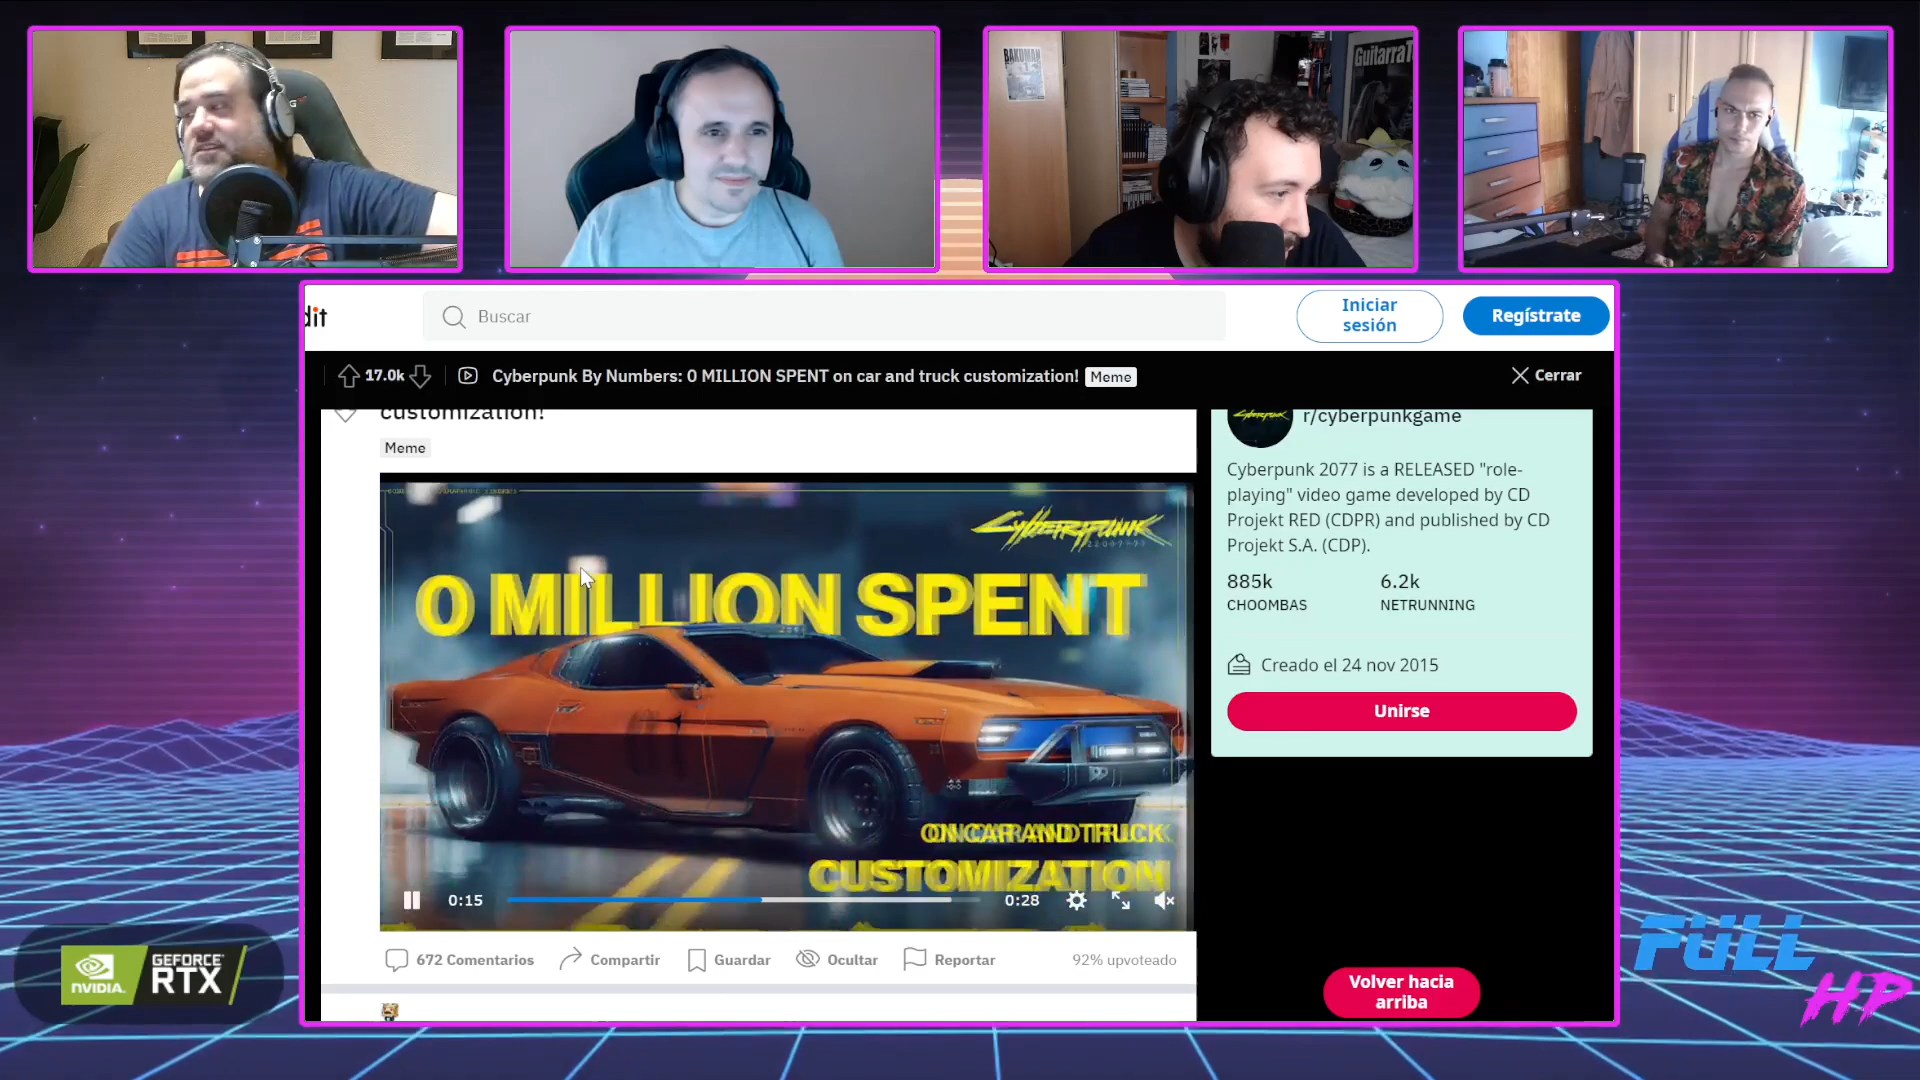 BAKUMAN
GuitarraT
dit
Buscar
Iniciar sesión
Regístrate
17.0k
Cyberpunk By Numbers: 0 MILLION SPENT on car and truck customization!
Meme
Cerrar
customization!
Meme
Cyberpunk
0 MILLION SPENT
ON CAR AND TRUCK
CUSTOMIZATION
0:15
0:28
672 Comentarios
Compartir
Guardar
Ocultar
Reportar
92% upvoteado
r/cyberpunkgame
Cyberpunk 2077 is a RELEASED "role-
playing" video game developed by CD
Projekt RED (CDPR) and published by CD
Projekt S.A. (CDP).
885k
6.2k
CHOOMBAS
NETRUNNING
Creado el 24 nov 2015
Unirse
Volver hacia
arriba
NVIDIA.
GEFORCE
RTX
FULL
HP